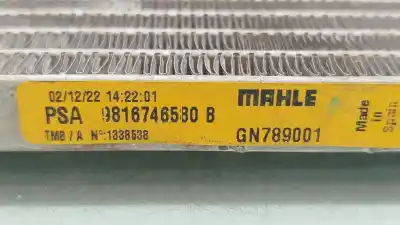 02/12/22 14:22:01
MAHLE
PSA 9816746580 B
TMB / A Nº:1338538
GN789001
Made
in
Spain